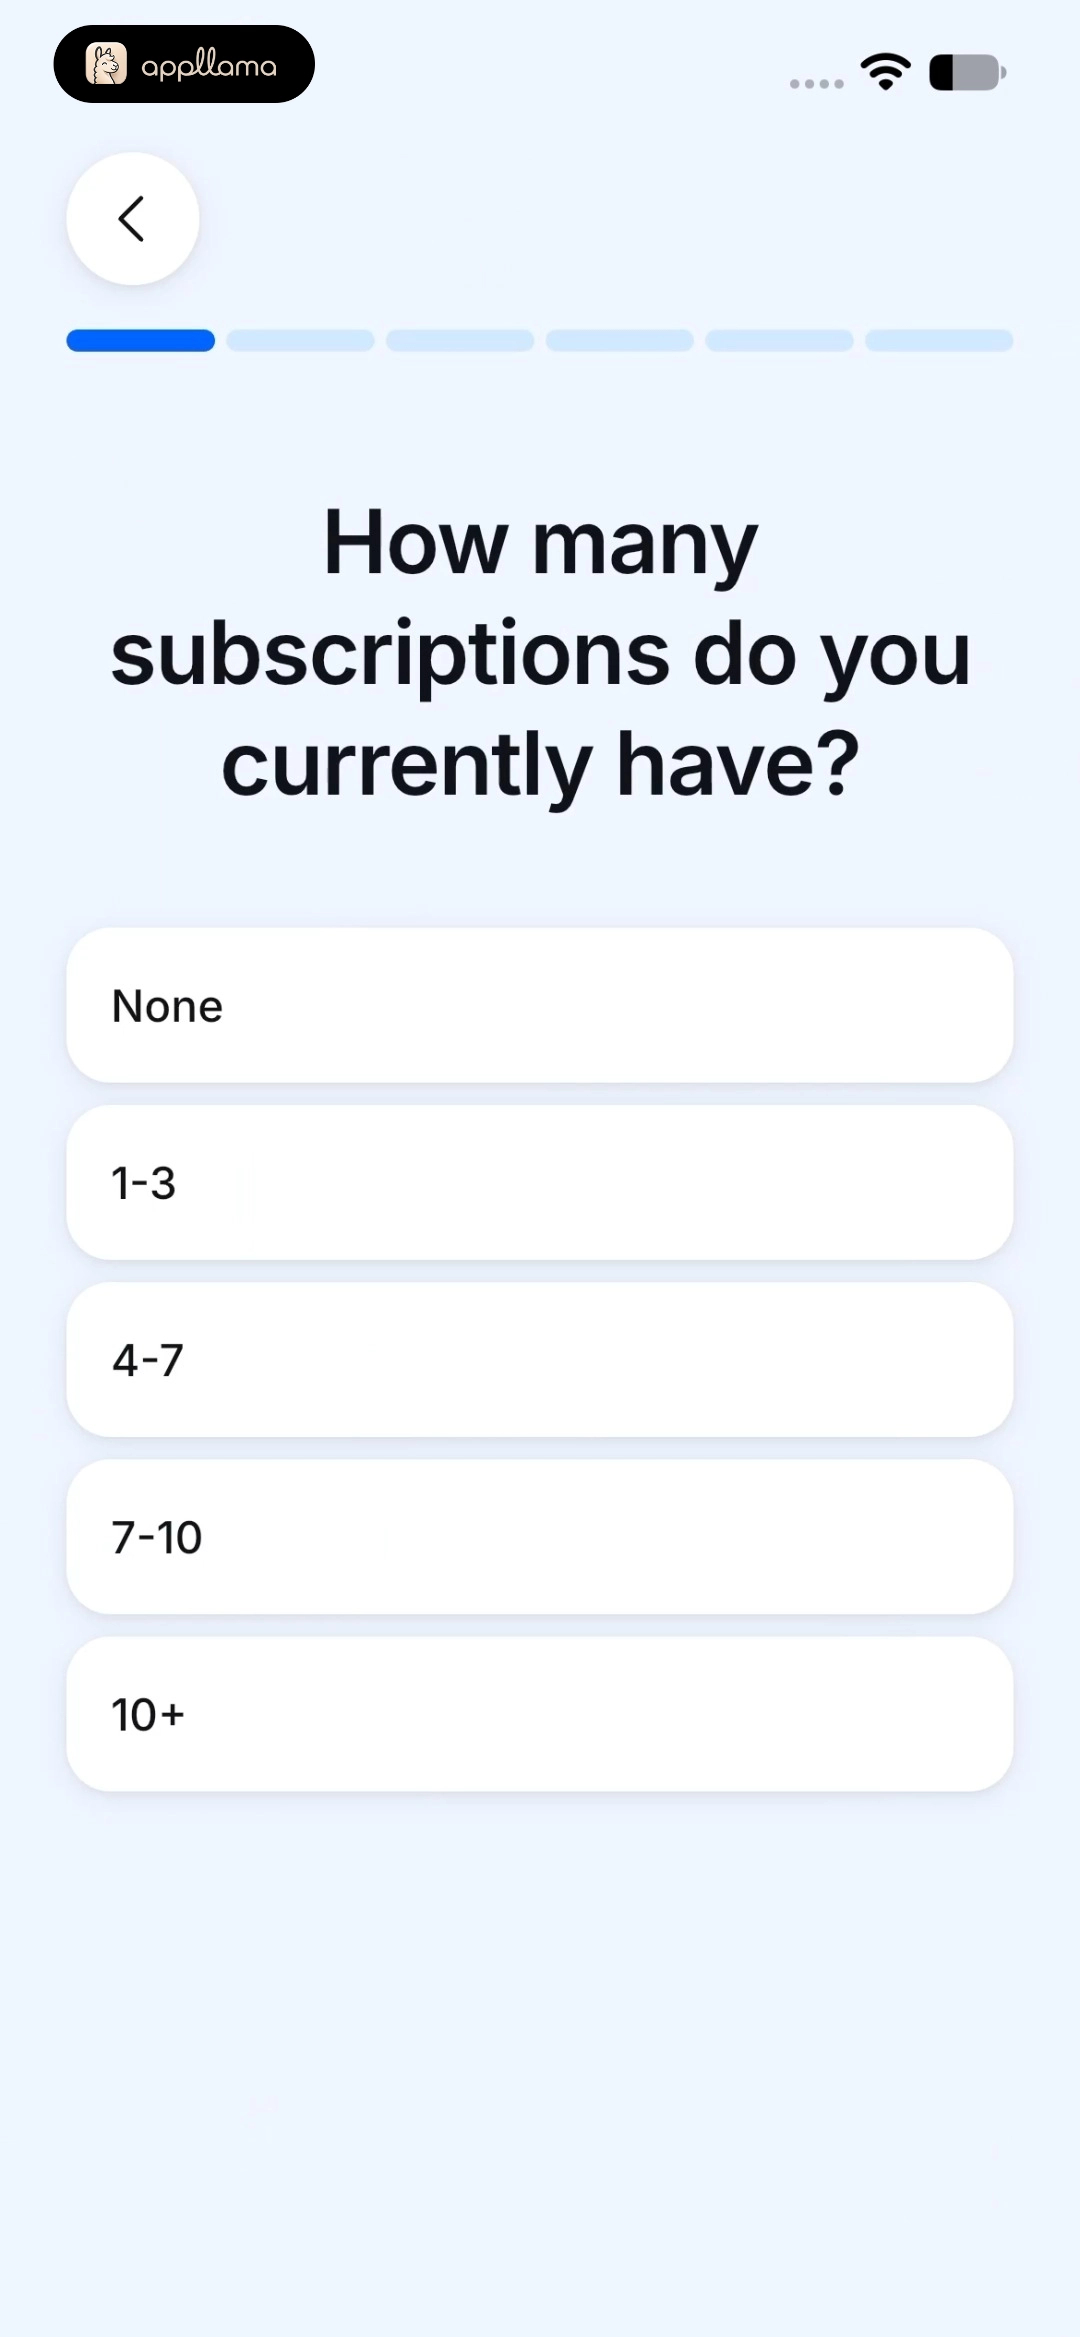 appllama
How many
subscriptions do you
currently have?
None
1-3
4-7
7-10
10+